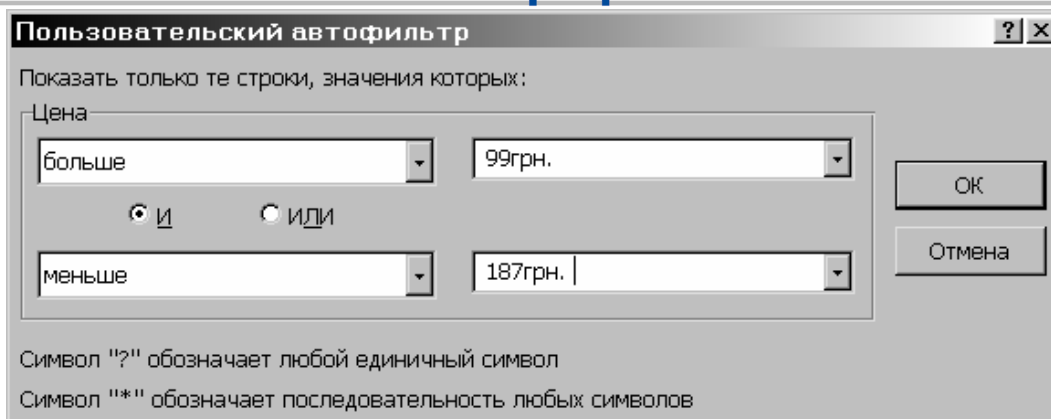 Пользовательский автофильтр
Показать только те строки, значения которых:
Цена
больше 99грн.
И ИЛИ
ОК
меньше 187грн.
Отмена
Символ "?" обозначает любой единичный символ
Символ "*" обозначает последовательность любых символов